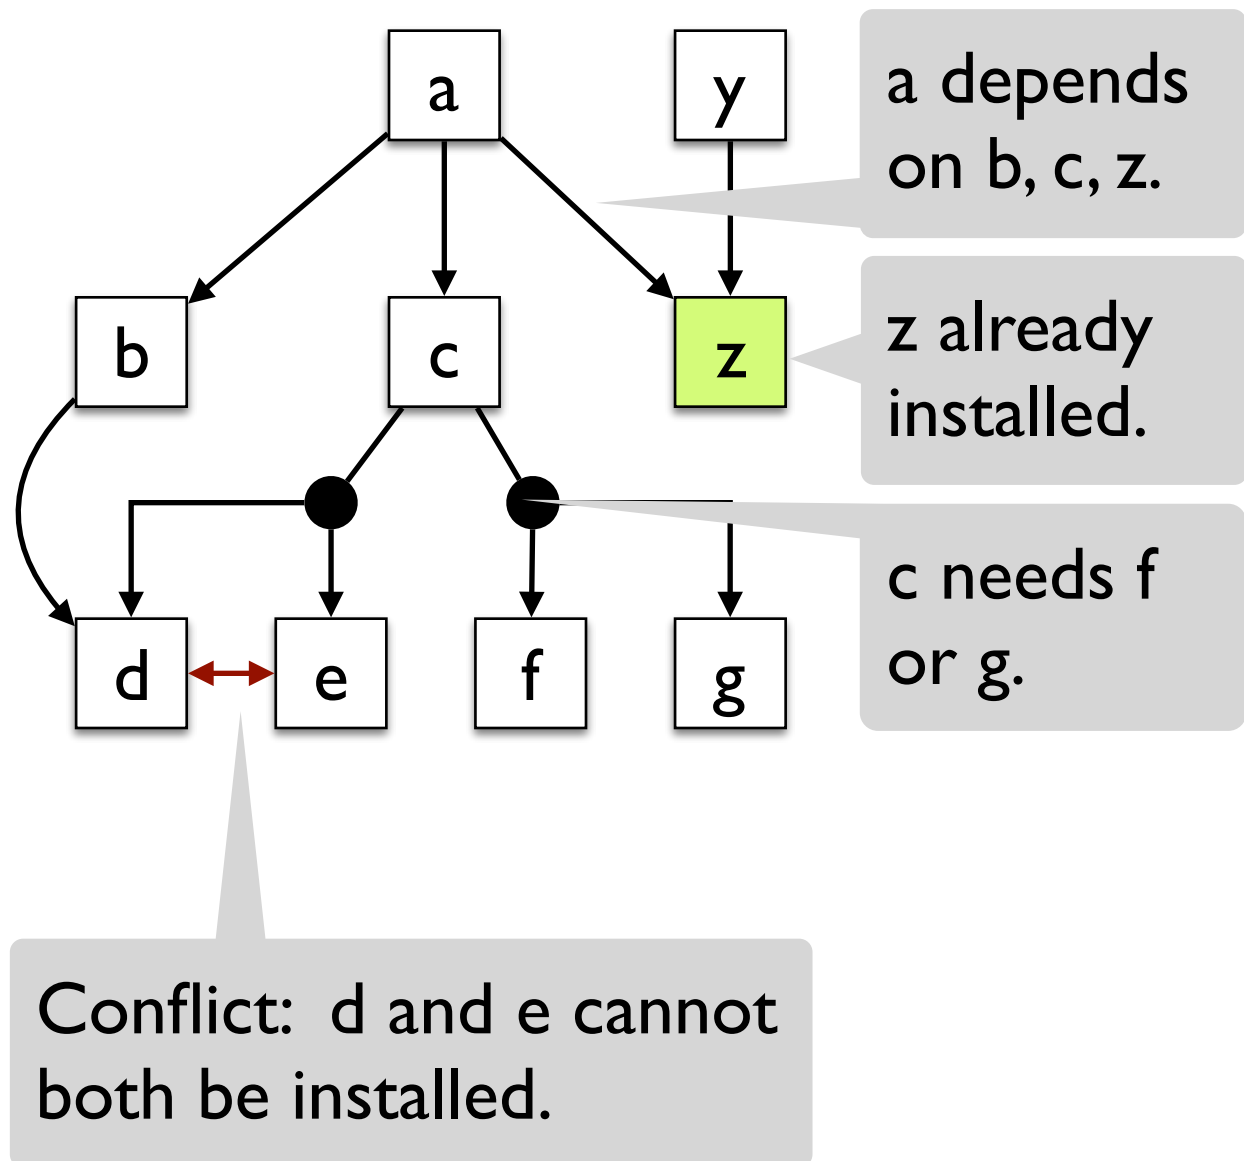 a
y
a depends
on b, c, z.
b
c
z
z already
installed.
c needs f
or g.
d
e
f
g
Conflict:  d and e cannot
both be installed.